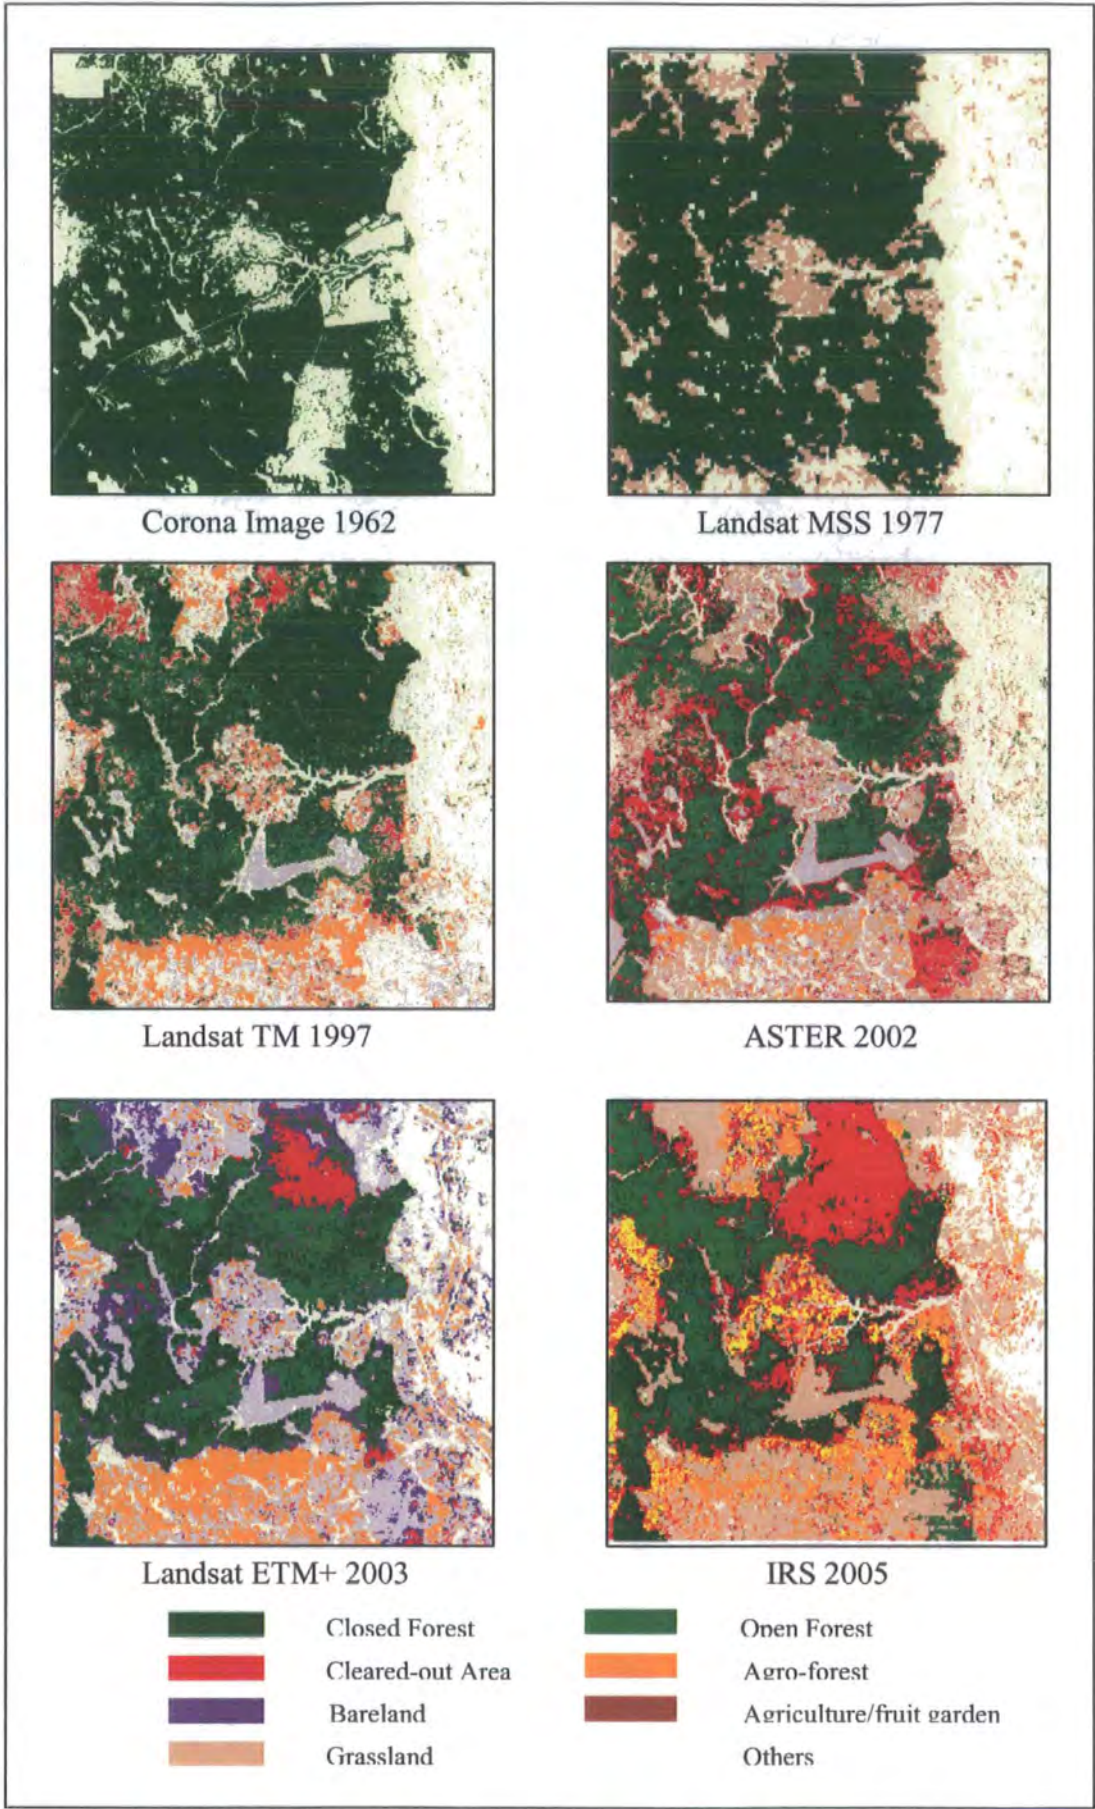 Corona Image 1962
Landsat MSS 1977
Landsat TM 1997
ASTER 2002
Landsat ETM+ 2003
IRS 2005
Closed Forest
Open Forest
Cleared-out Area
Agro-forest
Bareland
Agriculture/fruit garden
Grassland
Others